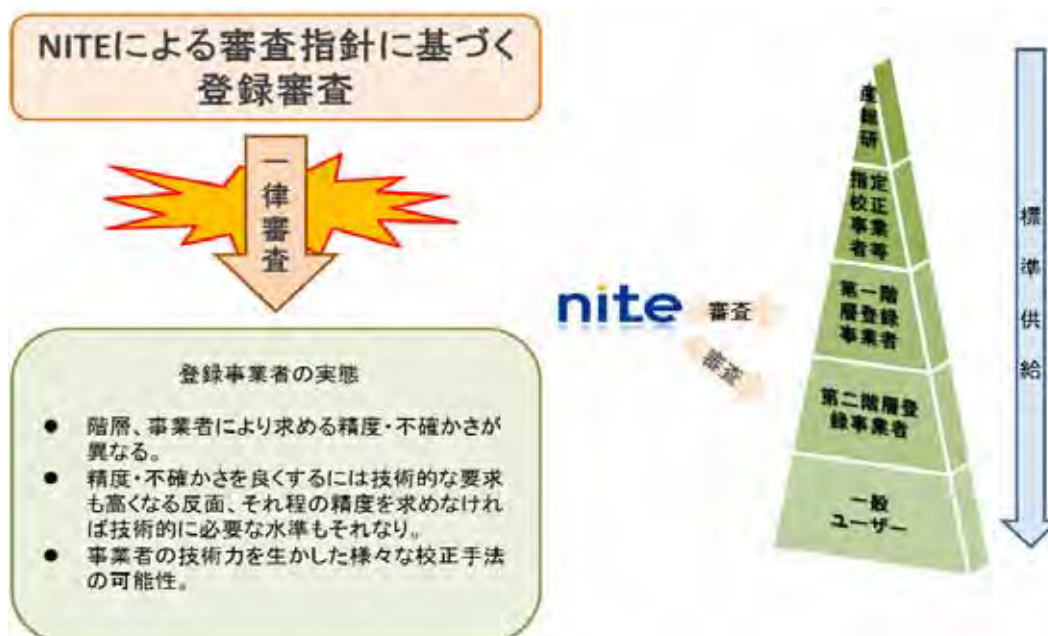 NITEによる審査指針に基づく
登録審査
一律審査
登録事業者の実態
● 階層、事業者により求める精度・不確かさが
異なる。
● 精度・不確かさを良くするには技術的な要求
も高くなる反面、それ程の精度を求めなけれ
ば技術的に必要な水準もそれなり。
● 事業者の技術力を生かした様々な校正手法
の可能性。
nite
審査
審査
産
総
研
指定
校正
事業
者等
第一階
層登録
事業者
第二階層登
録事業者
一般
ユーザー
標準供給